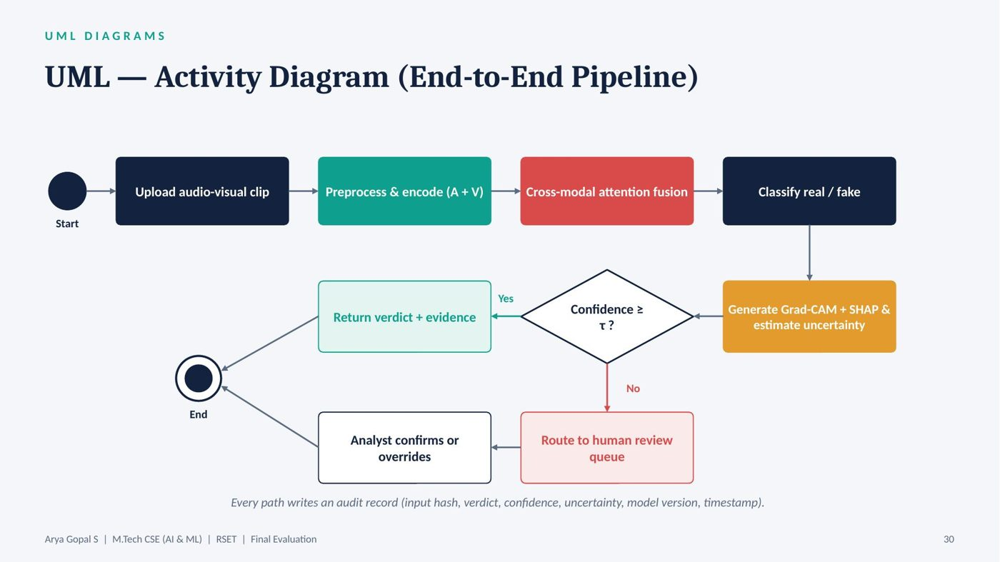 UML DIAGRAMS
UML — Activity Diagram (End-to-End Pipeline)
Start
Upload audio-visual clip
Preprocess & encode (A + V)
Cross-modal attention fusion
Classify real / fake
Generate Grad-CAM + SHAP &
estimate uncertainty
Confidence ≥
τ ?
Yes
Return verdict + evidence
No
Route to human review
queue
Analyst confirms or
overrides
End
Every path writes an audit record (input hash, verdict, confidence, uncertainty, model version, timestamp).
Arya Gopal S | M.Tech CSE (AI & ML) | RSET | Final Evaluation
30